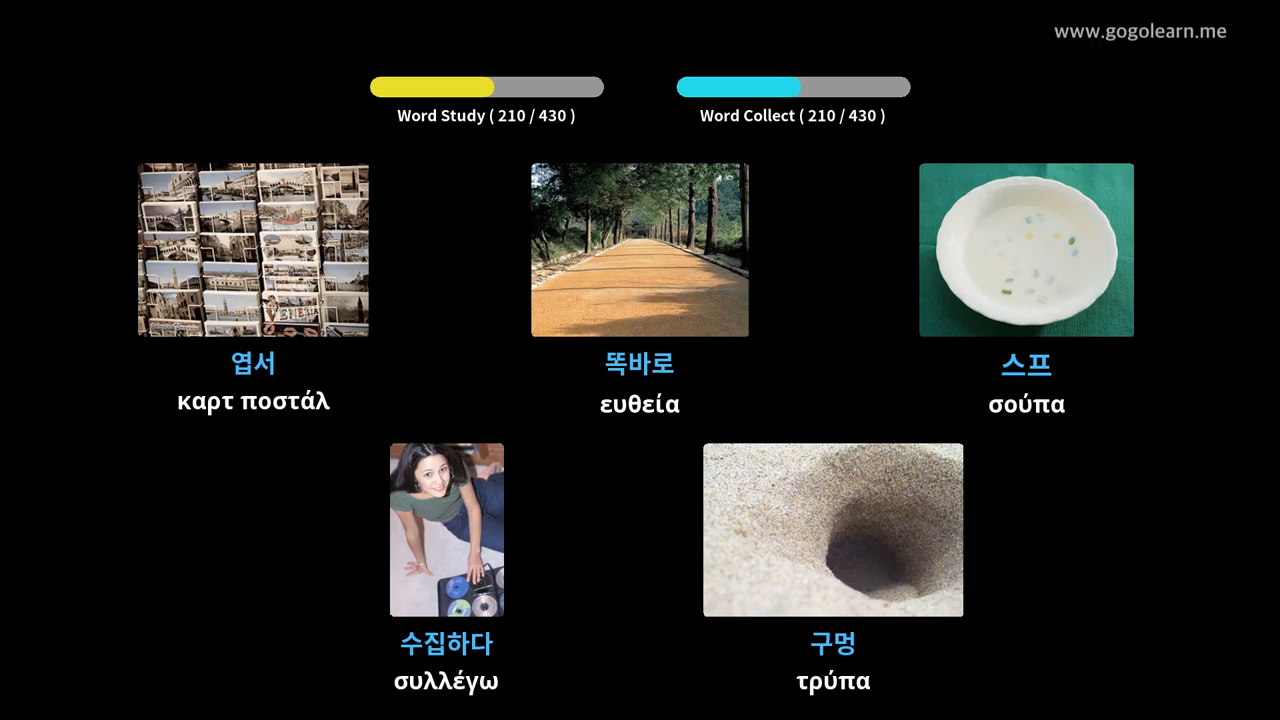 www.gogolearn.me
Word Study ( 210 / 430 )
Word Collect ( 210 / 430 )
엽서
καρτ ποστάλ
똑바로
ευθεία
스프
σούπα
수집하다
συλλέγω
구멍
τρύπα